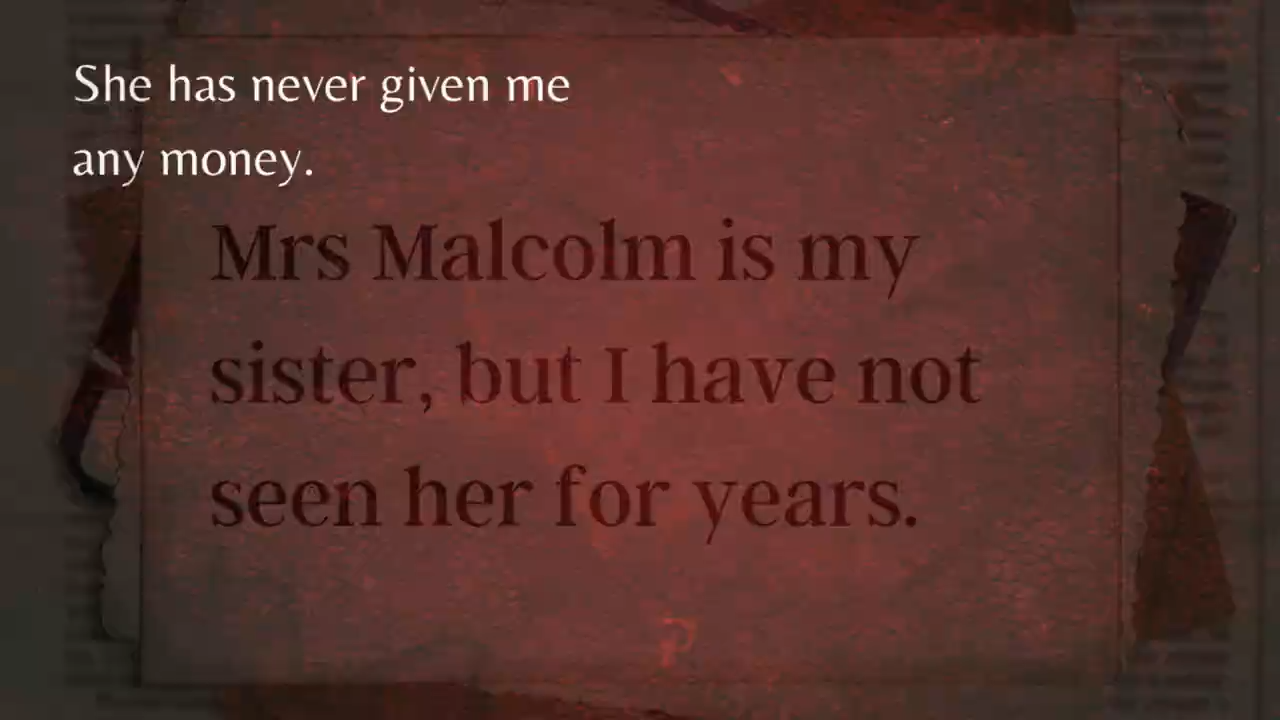 She has never given me
any money.
Mrs Malcolm is my
sister, but I have not
seen her for years.